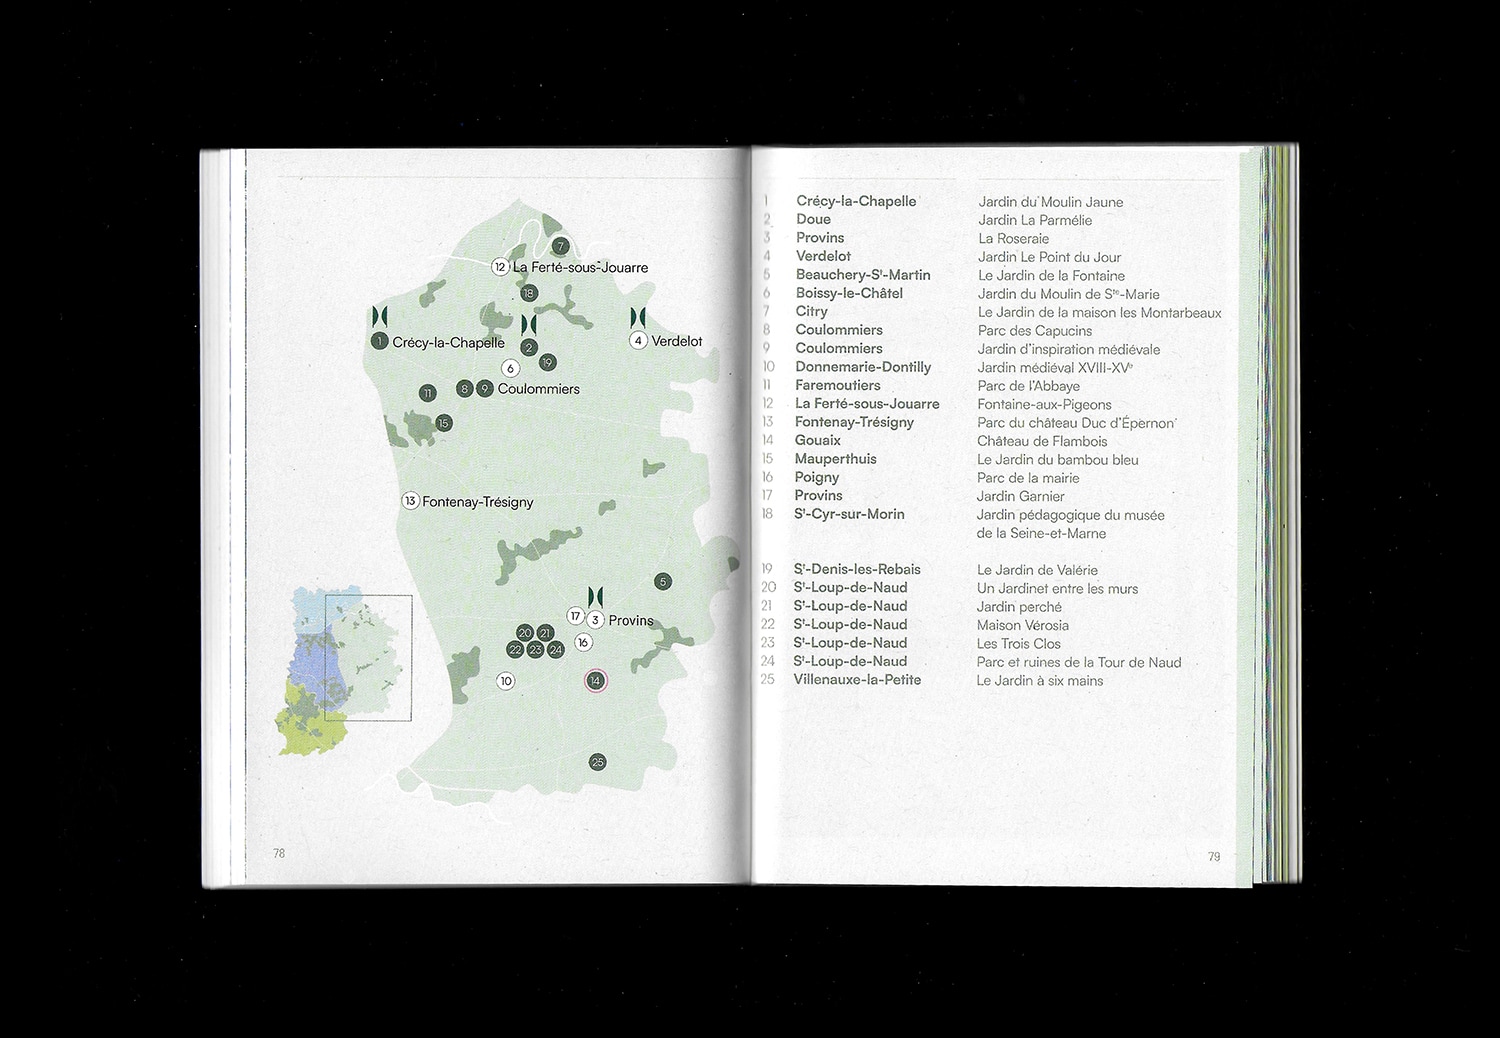 7
12 La Ferté-sous-Jouarre
18
1 Crécy-la-Chapelle
2
4 Verdelot
19
6
11
8 9 Coulommiers
15
13 Fontenay-Trésigny
5
17 3 Provins
20 21
16
22 23 24
10
14
25
78
1 Crécy-la-Chapelle Jardin du Moulin Jaune
2 Doue Jardin La Parmélie
3 Provins La Roseraie
4 Verdelot Jardin Le Point du Jour
5 Beauchery-Sᵗ-Martin Le Jardin de la Fontaine
6 Boissy-le-Châtel Jardin du Moulin de Sᵗᵉ-Marie
7 Citry Le Jardin de la maison les Montarbeaux
8 Coulommiers Parc des Capucins
9 Coulommiers Jardin d'inspiration médiévale
10 Donnemarie-Dontilly Jardin médiéval XVIII-XVᵉ
11 Faremoutiers Parc de l'Abbaye
12 La Ferté-sous-Jouarre Fontaine-aux-Pigeons
13 Fontenay-Trésigny Parc du château Duc d'Épernon
14 Gouaix Château de Flambois
15 Mauperthuis Le Jardin du bambou bleu
16 Poigny Parc de la mairie
17 Provins Jardin Garnier
18 Sᵗ-Cyr-sur-Morin Jardin pédagogique du musée
de la Seine-et-Marne
19 Sᵗ-Denis-les-Rebais Le Jardin de Valérie
20 Sᵗ-Loup-de-Naud Un Jardinet entre les murs
21 Sᵗ-Loup-de-Naud Jardin perché
22 Sᵗ-Loup-de-Naud Maison Vérosia
23 Sᵗ-Loup-de-Naud Les Trois Clos
24 Sᵗ-Loup-de-Naud Parc et ruines de la Tour de Naud
25 Villenauxe-la-Petite Le Jardin à six mains
79